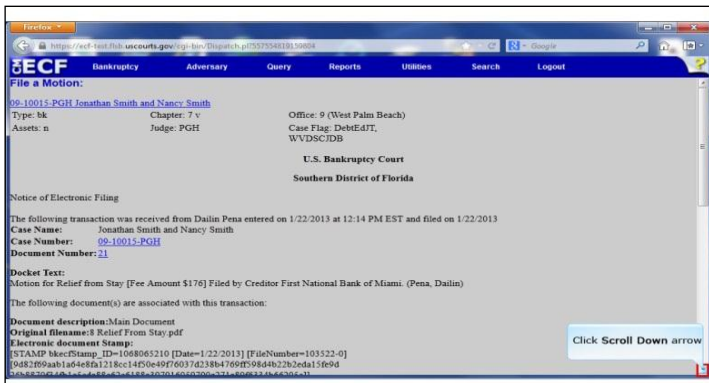 Firefox
https://ecf-test.flsb.uscourts.gov/cgi-bin/Dispatch.pl?557554819159804
Google
ECF Bankruptcy Adversary Query Reports Utilities Search Logout ?
File a Motion:
09-10015-PGH Jonathan Smith and Nancy Smith
Type: bk Chapter: 7 v Office: 9 (West Palm Beach)
Assets: n Judge: PGH Case Flag: DebtEdJT,
WVDSCJDB
U.S. Bankruptcy Court
Southern District of Florida
Notice of Electronic Filing
The following transaction was received from Dailin Pena entered on 1/22/2013 at 12:14 PM EST and filed on 1/22/2013
Case Name: Jonathan Smith and Nancy Smith
Case Number: 09-10015-PGH
Document Number: 21
Docket Text:
Motion for Relief from Stay [Fee Amount $176] Filed by Creditor First National Bank of Miami. (Pena, Dailin)
The following document(s) are associated with this transaction:
Document description:Main Document
Original filename:8 Relief From Stay.pdf
Electronic document Stamp:
[STAMP bkecfStamp_ID=1068065210 [Date=1/22/2013] [FileNumber=103522-0]
[9d82f69aab1a64e8fa1218cc14f50e49f76037d238b4769ff598d4b22b2eda15fe9d
Click Scroll Down arrow